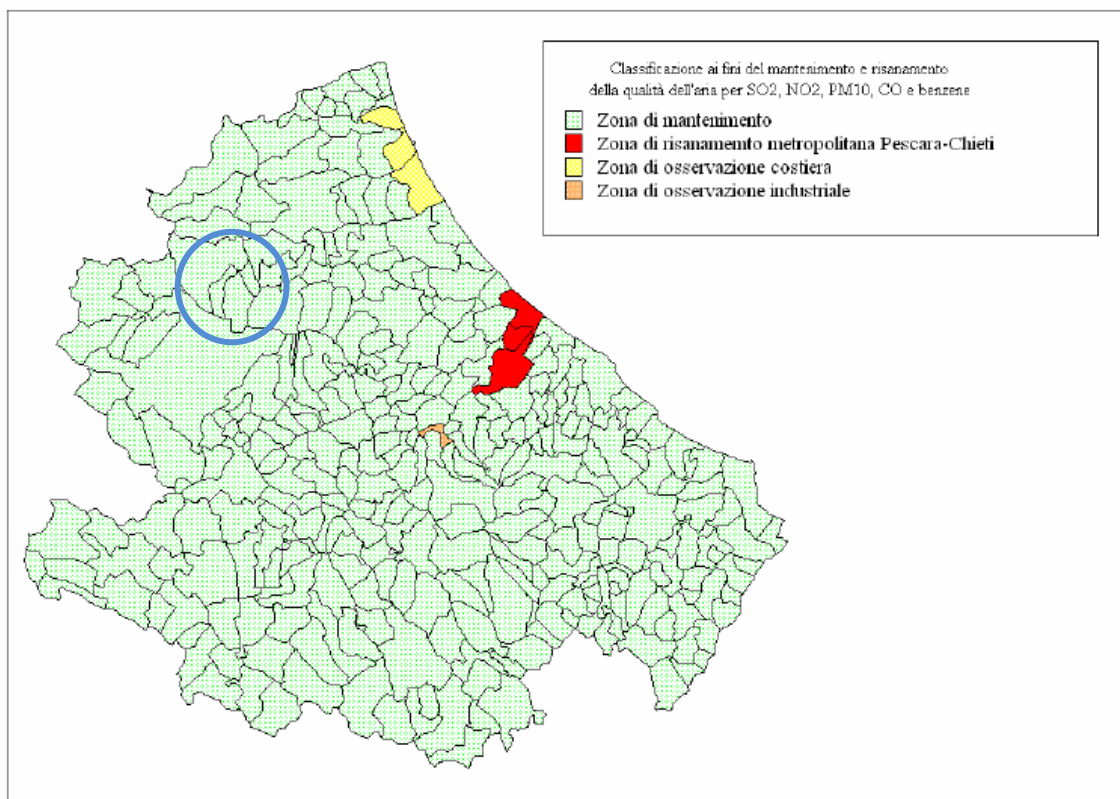 Classificazione ai fini del mantenimento e risanamento
della qualità dell'aria per SO2, NO2, PM10, CO e benzene
Zona di mantenimento
Zona di risanamemto metropolitana Pescara-Chieti
Zona di osservazione costiera
Zona di osservazione industriale